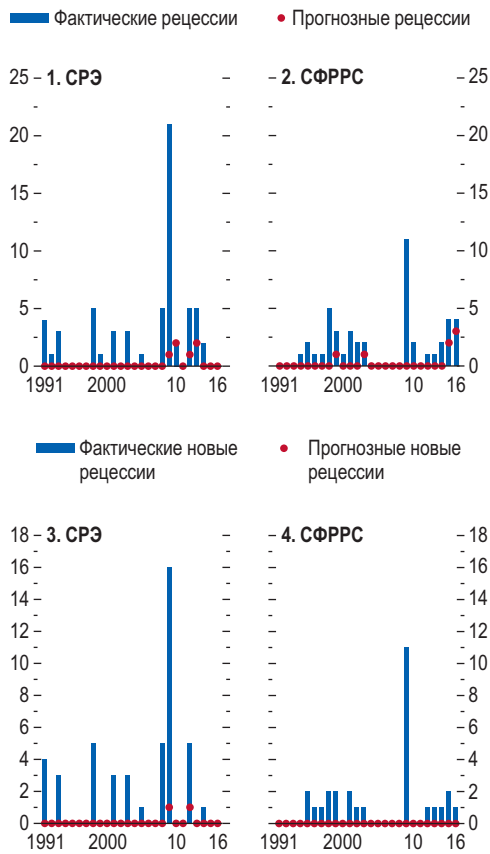 Фактические рецессии
Прогнозные рецессии
1. СРЭ
2. СФРРС
25
20
15
10
5
0
25
20
15
10
5
0
1991 2000 10 16
2000 10 16
Фактические новые
рецессии
Прогнозные новые
рецессии
3. СРЭ
4. СФРРС
18
16
14
12
10
8
6
4
2
0
18
16
14
12
10
8
6
4
2
0
1991 2000 10 16
1991 2000 10 16